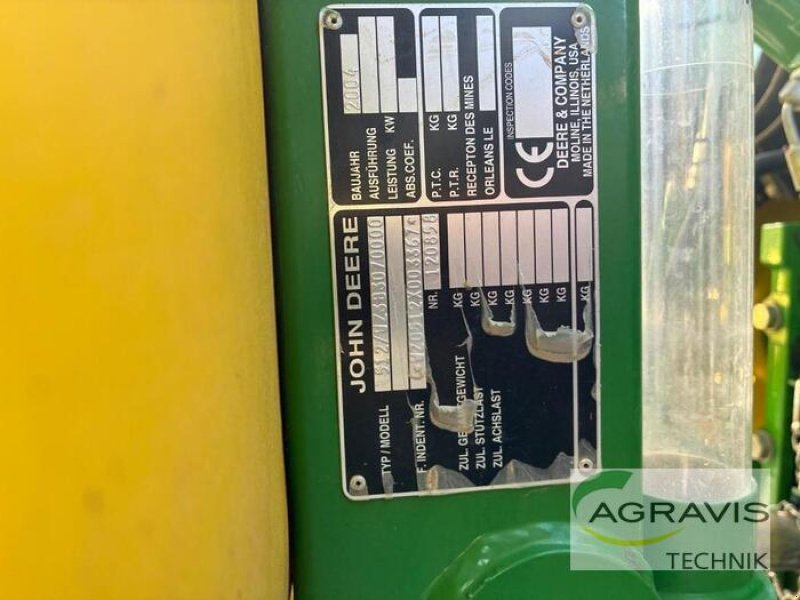 JOHN DEERE
TYP / MODELL
F. INDENT. NR.
NR. 120898
KG
ZUL. STÜTZLAST KG
ZUL. ACHSLAST KG
KG
KG
KG
KG
BAUJAHR 2004
AUSFÜHRUNG
LEISTUNG KW
ABS.COEF.
P.T.C. KG
P.T.R. KG
RECEPTON DES MINES
ORLEANS LE
INSPECTION CODES
CE
DEERE & COMPANY
MOLINE, ILLINOIS, USA
MADE IN THE NETHERLANDS
AGRAVIS
TECHNIK